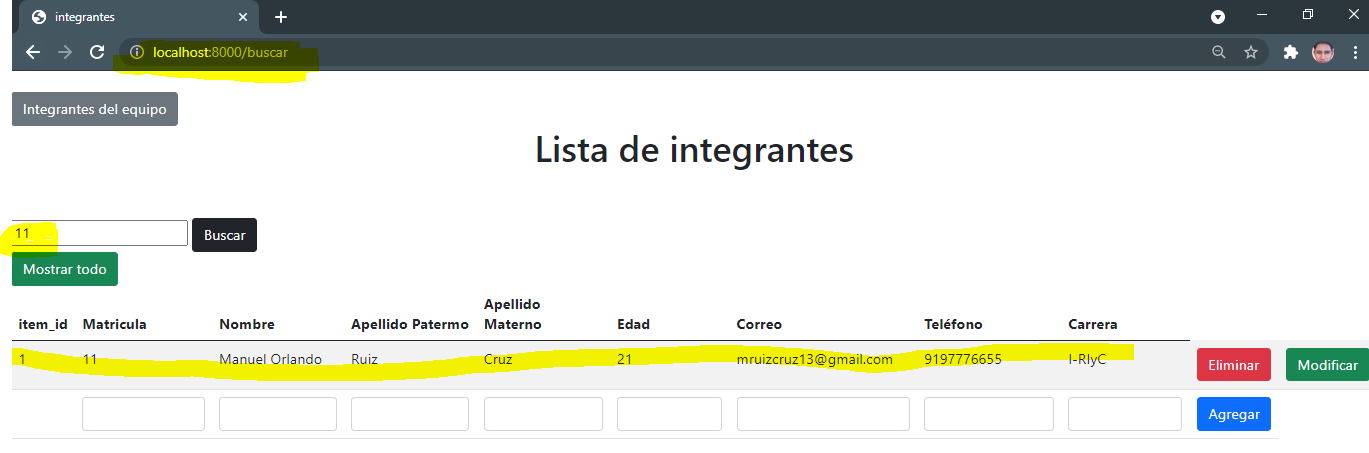 integrantes
localhost:8000/buscar
Integrantes del equipo
Lista de integrantes
11 Buscar
Mostrar todo
item_id Matricula Nombre Apellido Patermo Apellido Materno Edad Correo Teléfono Carrera
1 11 Manuel Orlando Ruiz Cruz 21 mruizcruz13@gmail.com 9197776655 I-RIyC Eliminar Modificar
Agregar